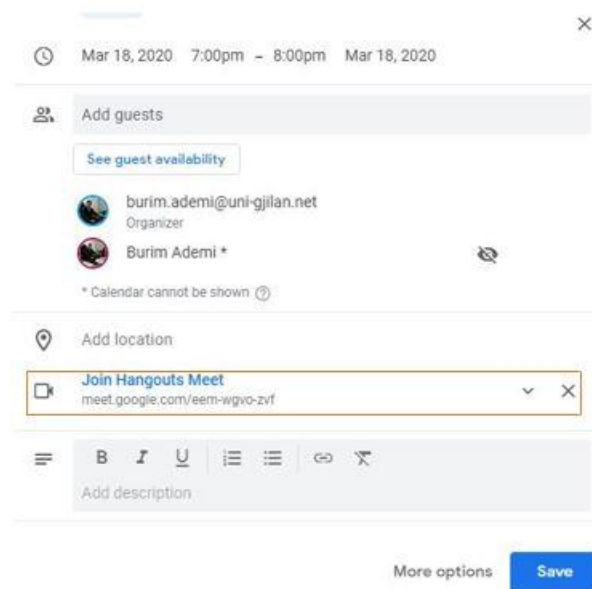 Mar 18, 2020 7:00pm – 8:00pm Mar 18, 2020
Add guests
See guest availability
burim.ademi@uni-gjilan.net
Organizer
Burim Ademi *
* Calendar cannot be shown
Add location
Join Hangouts Meet
meet.google.com/eem-wgvo-zvf
B I U
Add description
More options Save